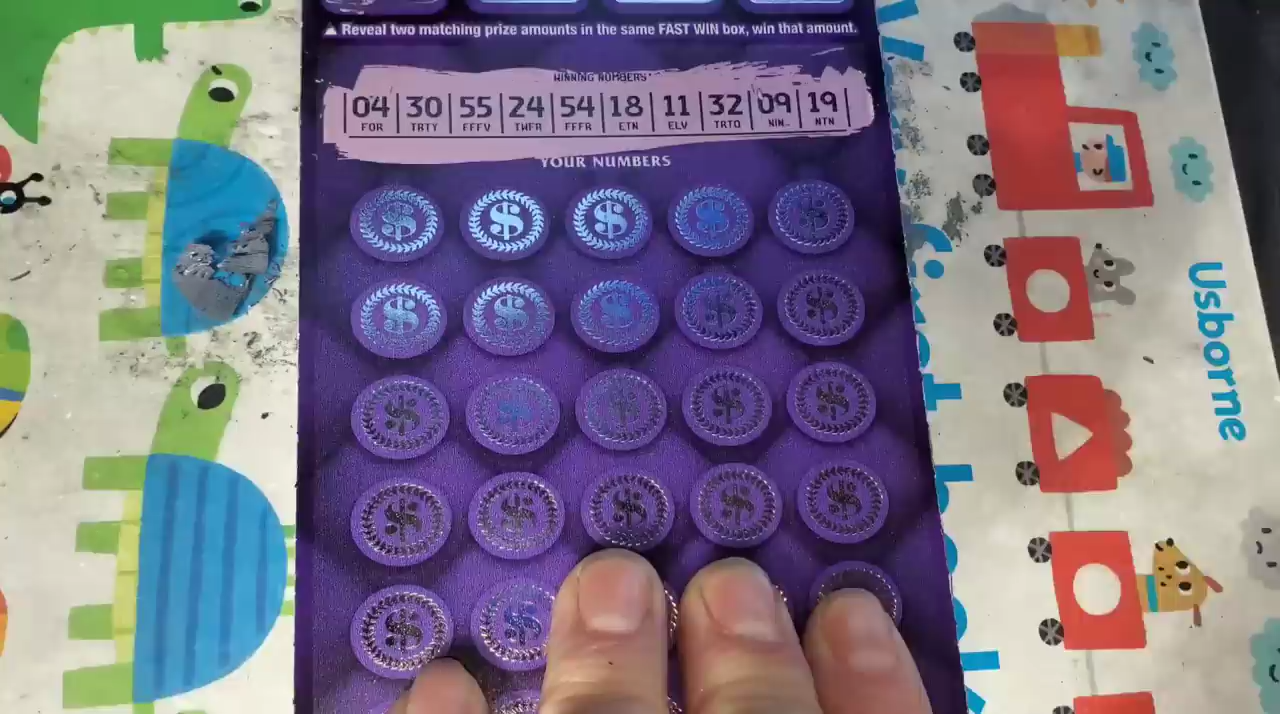 ▲ Reveal two matching prize amounts in the same FAST WIN box, win that amount.
WINNING NUMBERS
04 30 55 24 54 18 11 32 09 19
FOR TRTY FFFV TWFR FFFR ETN ELV TRTO NIN NTN
YOUR NUMBERS
Usborne